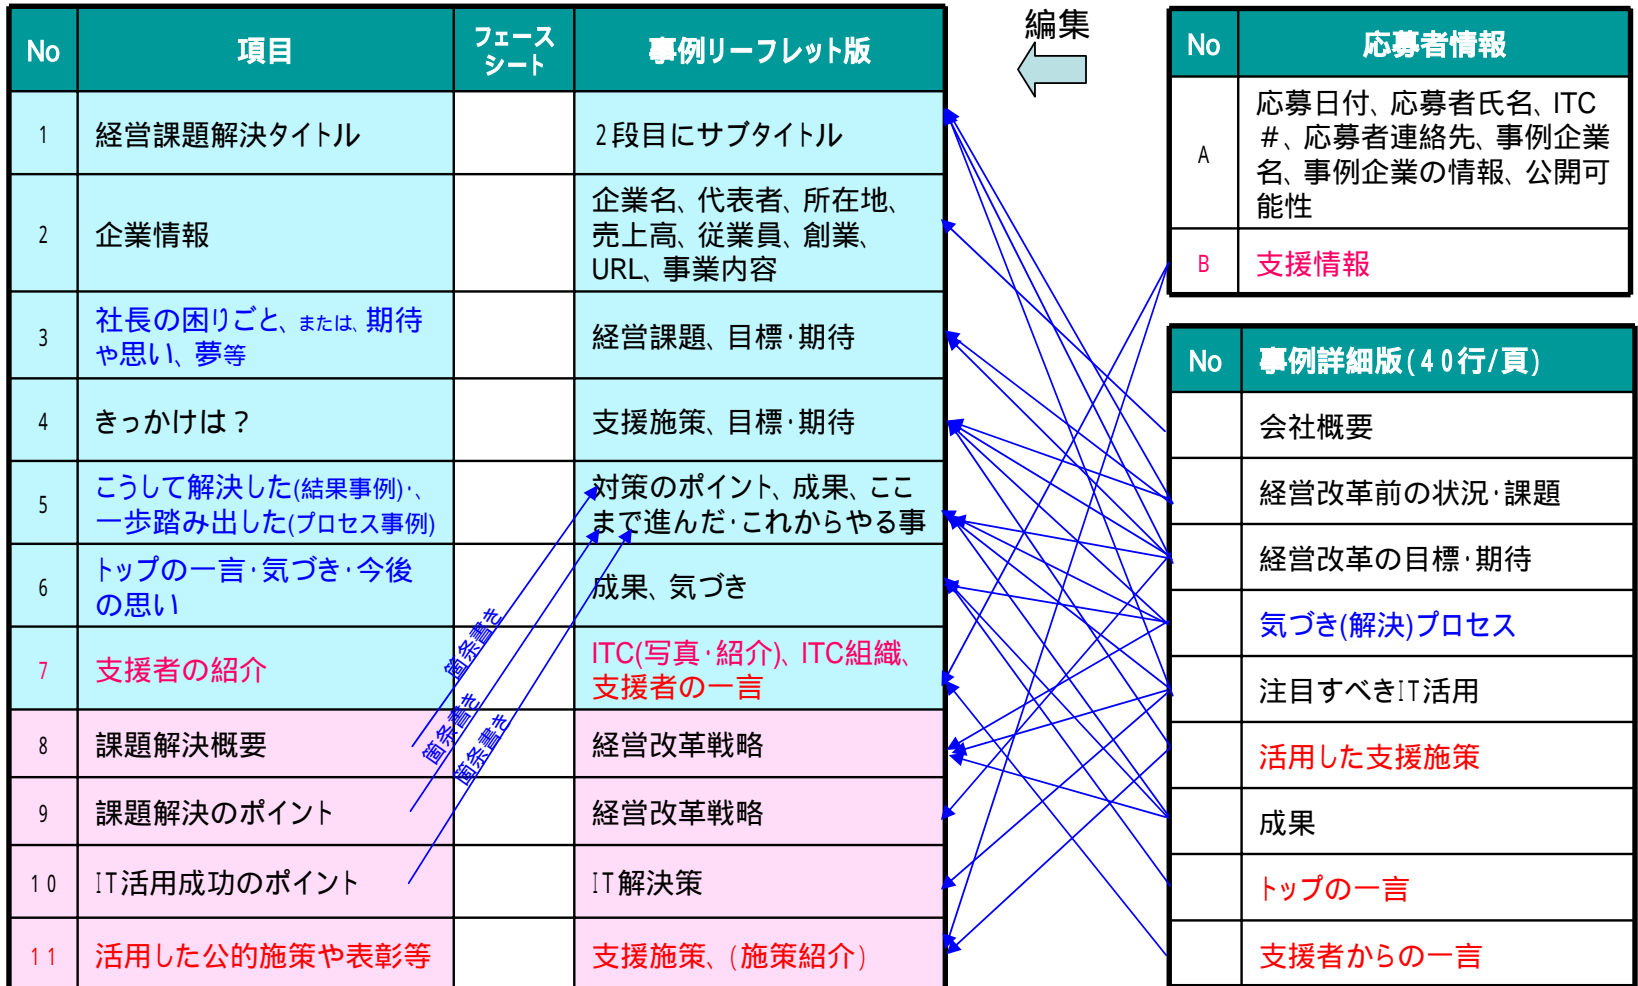 No 項目 フェース シート 事例リーフレット版
1 経営課題解決タイトル 2段目にサブタイトル
2 企業情報 企業名、代表者、所在地、
売上高、従業員、創業、
URL、事業内容
3 社長の困りごと、または、期待
や思い、夢等 経営課題、目標・期待
4 きっかけは？ 支援施策、目標・期待
5 こうして解決した(結果事例)・、
一歩踏み出した(プロセス事例)
対策のポイント、成果、ここ
まで進んだ・これからやる事
6 トップの一言・気づき・今後
の思い 成果、気づき
7 支援者の紹介 ITC(写真・紹介)、ITC組織、
支援者の一言
8 課題解決概要 経営改革戦略
9 課題解決のポイント 経営改革戦略
10 IT活用成功のポイント IT解決策
11 活用した公的施策や表彰等 支援施策、(施策紹介)
箇条書き
箇条書き
箇条書き
編集
No 応募者情報
A 応募日付、応募者氏名、ITC
＃、応募者連絡先、事例企業
名、事例企業の情報、公開可
能性
B 支援情報
No 事例詳細版(40行/頁)
会社概要
経営改革前の状況・課題
経営改革の目標・期待
気づき(解決)プロセス
注目すべきIT活用
活用した支援施策
成果
トップの一言
支援者からの一言